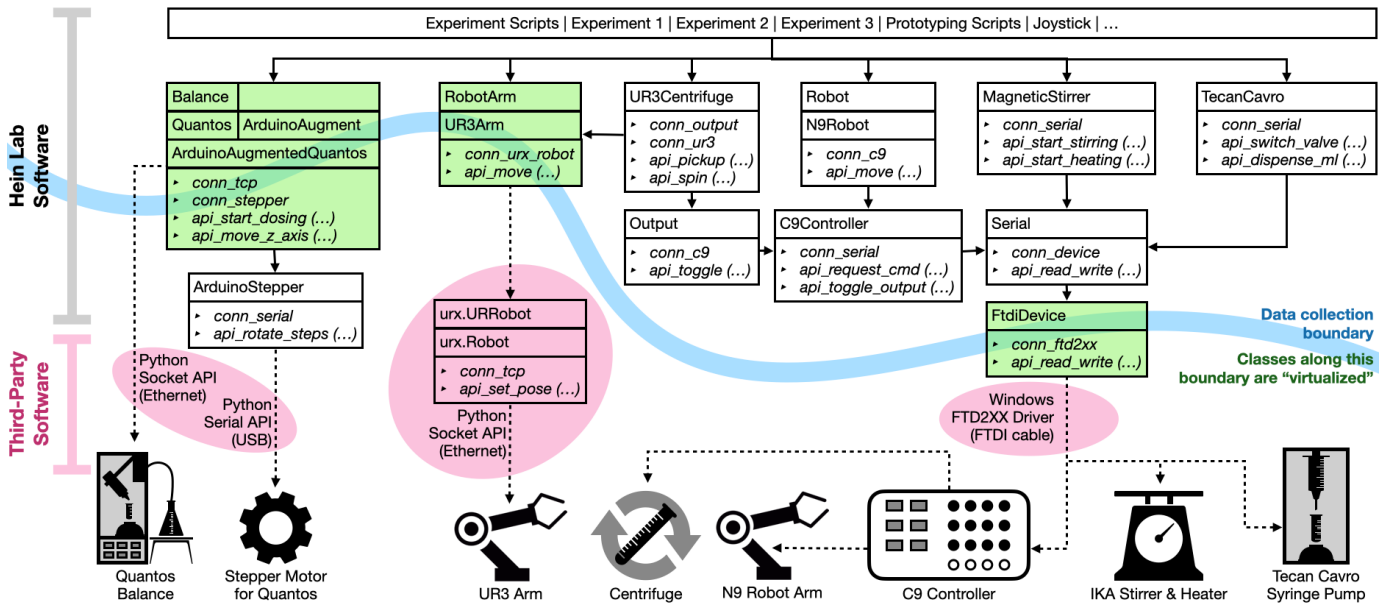 Experiment Scripts | Experiment 1 | Experiment 2 | Experiment 3 | Prototyping Scripts | Joystick | …
Hein Lab
Software
Balance
Quantos
ArduinoAugment
ArduinoAugmentedQuantos
▸ conn_tcp
▸ conn_stepper
▸ api_start_dosing (…)
▸ api_move_z_axis (…)
RobotArm
UR3Arm
▸ conn_urx_robot
▸ api_move (…)
UR3Centrifuge
▸ conn_output
▸ conn_ur3
▸ api_pickup (…)
▸ api_spin (…)
Robot
N9Robot
▸ conn_c9
▸ api_move (…)
MagneticStirrer
▸ conn_serial
▸ api_start_stirring (…)
▸ api_start_heating (…)
TecanCavro
▸ conn_serial
▸ api_switch_valve (…)
▸ api_dispense_ml (…)
Output
▸ conn_c9
▸ api_toggle (…)
C9Controller
▸ conn_serial
▸ api_request_cmd (…)
▸ api_toggle_output (…)
Serial
▸ conn_device
▸ api_read_write (…)
ArduinoStepper
▸ conn_serial
▸ api_rotate_steps (…)
urx.URRobot
urx.Robot
▸ conn_tcp
▸ api_set_pose (…)
FtdiDevice
▸ conn_ftd2xx
▸ api_read_write (…)
Data collection
boundary
Classes along this
boundary are “virtualized”
Third-Party
Software
Python
Socket API
(Ethernet)
Python
Serial API
(USB)
Python
Socket API
(Ethernet)
Windows
FTD2XX Driver
(FTDI cable)
Quantos
Balance
Stepper Motor
for Quantos
UR3 Arm
Centrifuge
N9 Robot Arm
C9 Controller
IKA Stirrer & Heater
Tecan Cavro
Syringe Pump